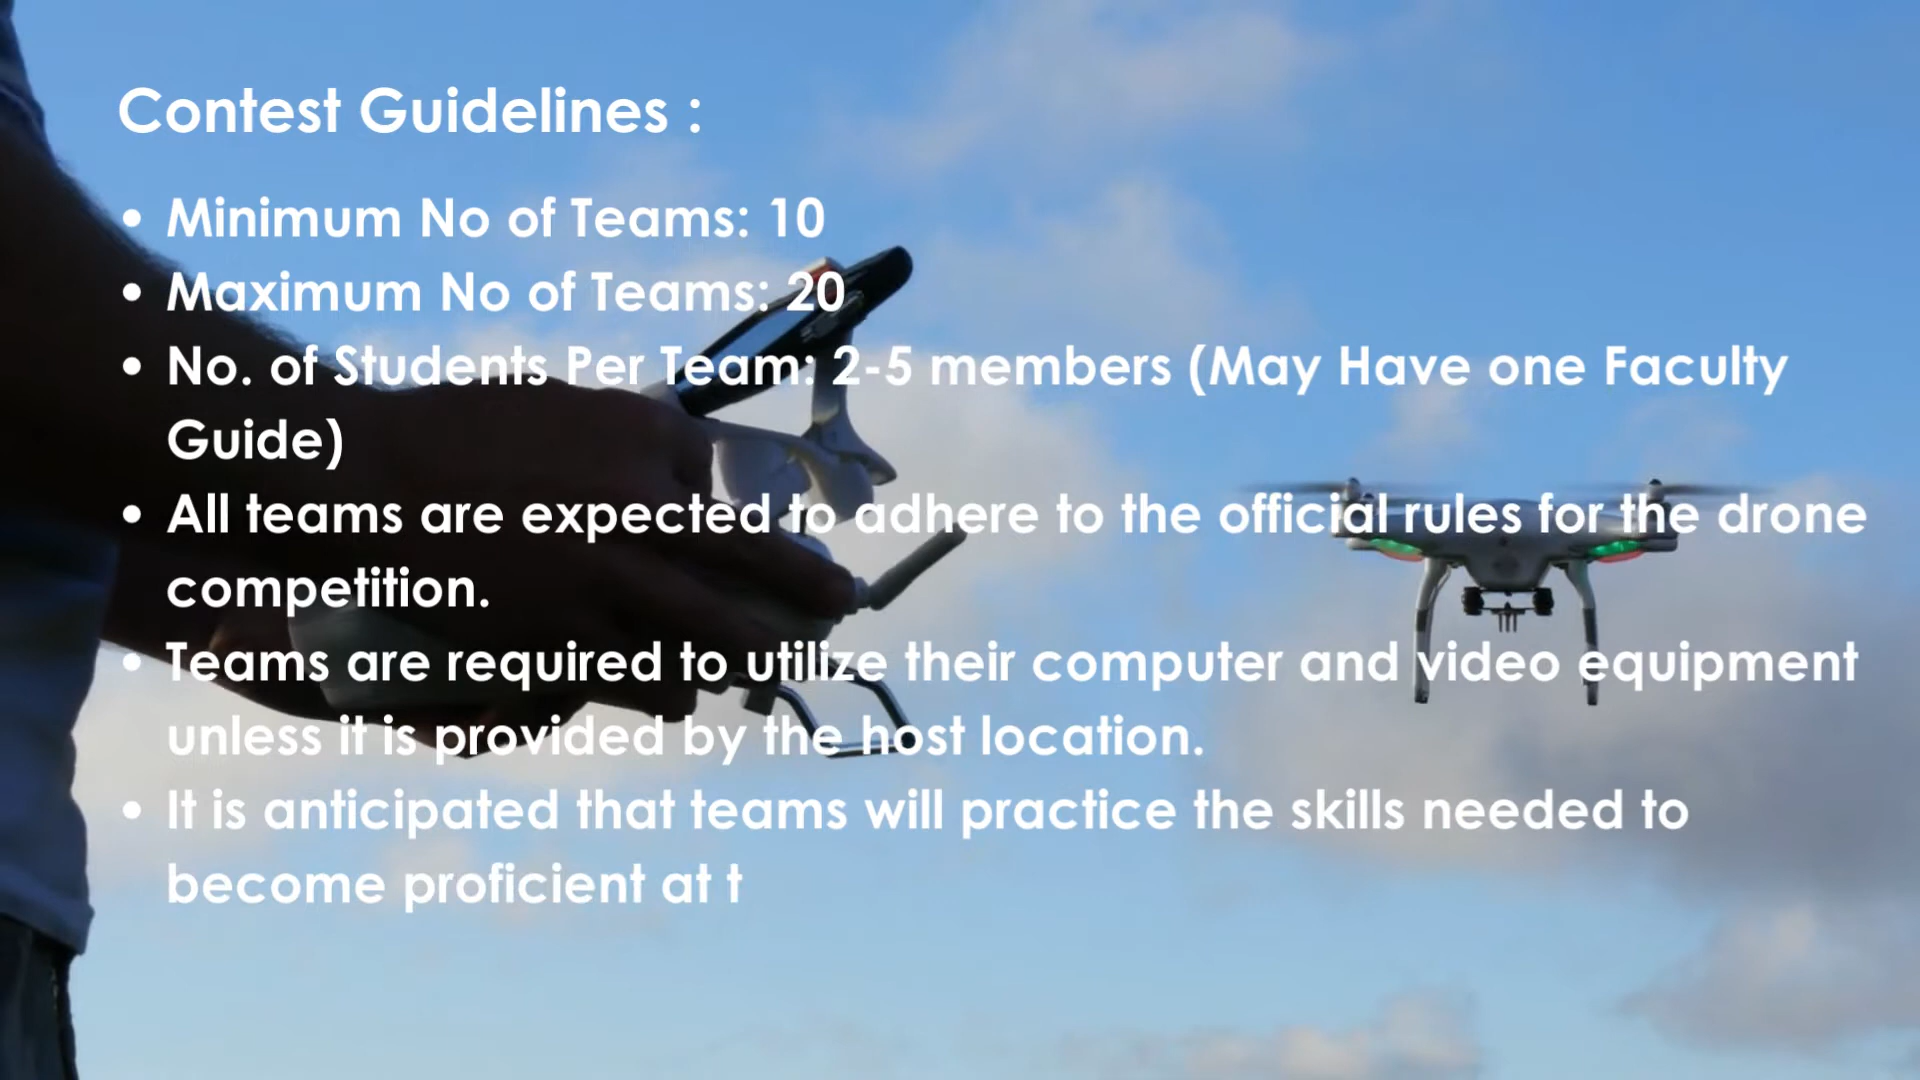 Contest Guidelines :
• Minimum No of Teams: 10
• Maximum No of Teams: 20
• No. of Students Per Team: 2-5 members (May Have one Faculty
Guide)
• All teams are expected to adhere to the official rules for the drone
competition.
• Teams are required to utilize their computer and video equipment
unless it is provided by the host location.
• It is anticipated that teams will practice the skills needed to
become proficient at t